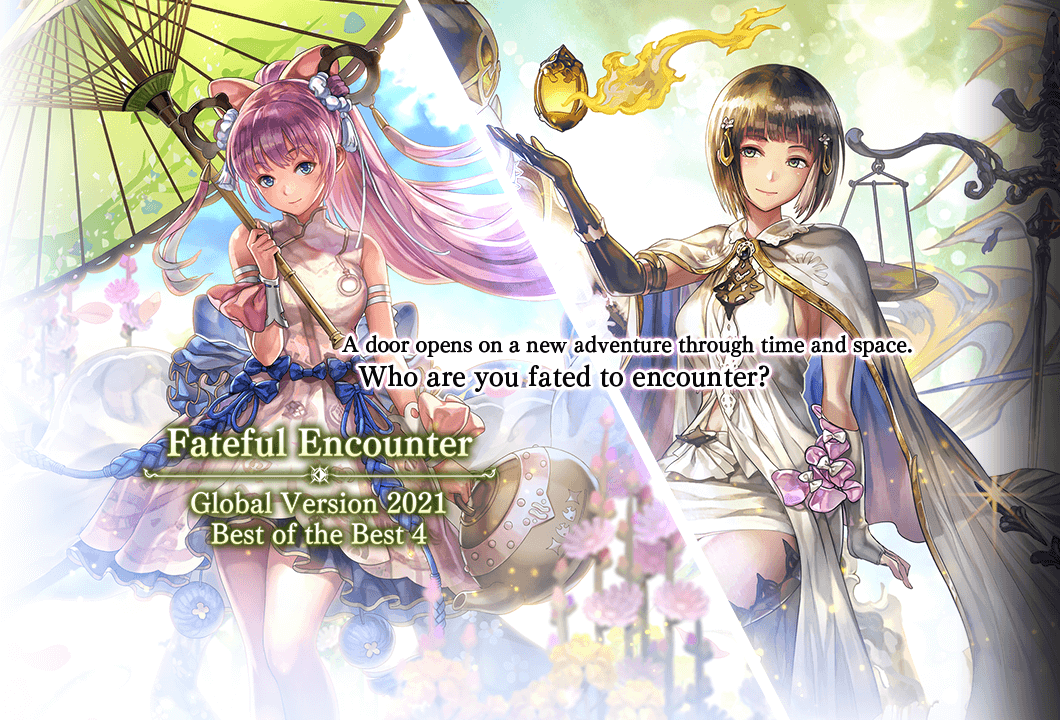 A door opens on a new adventure through time and space.
Who are you fated to encounter?
Fateful Encounter
Global Version 2021
Best of the Best 4